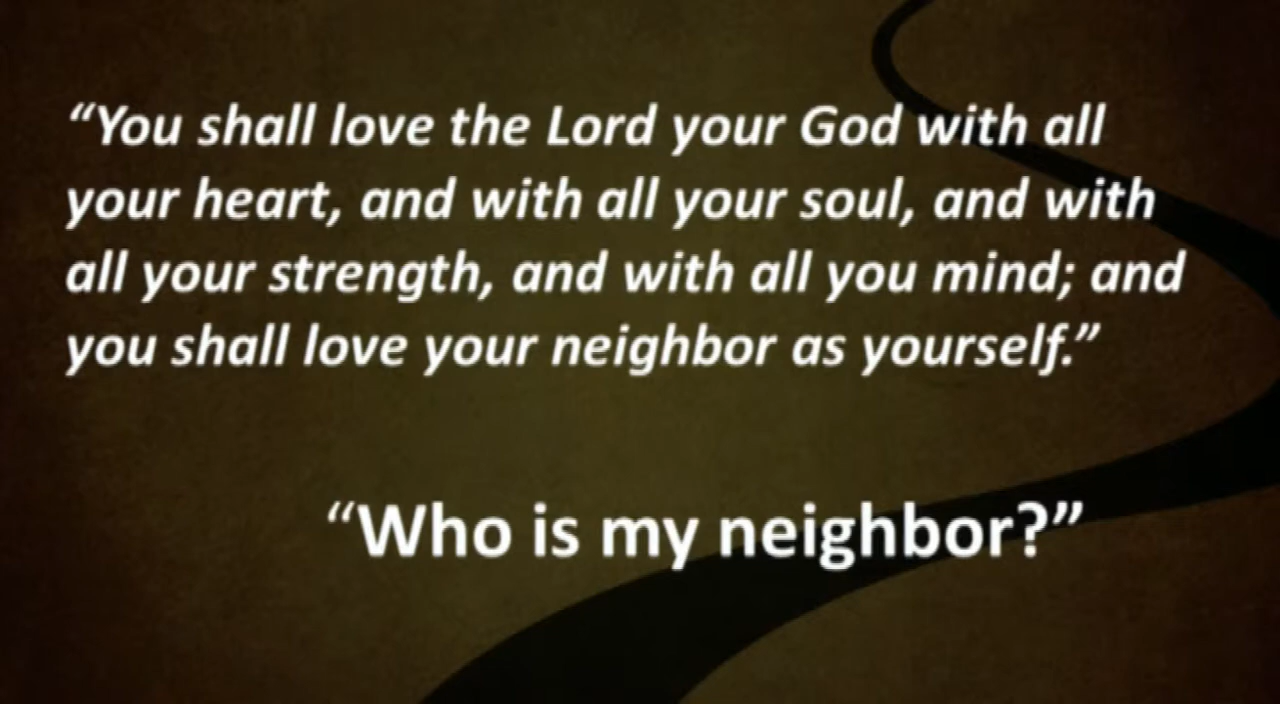 “You shall love the Lord your God with all
your heart, and with all your soul, and with
all your strength, and with all you mind; and
you shall love your neighbor as yourself.”
“Who is my neighbor?”